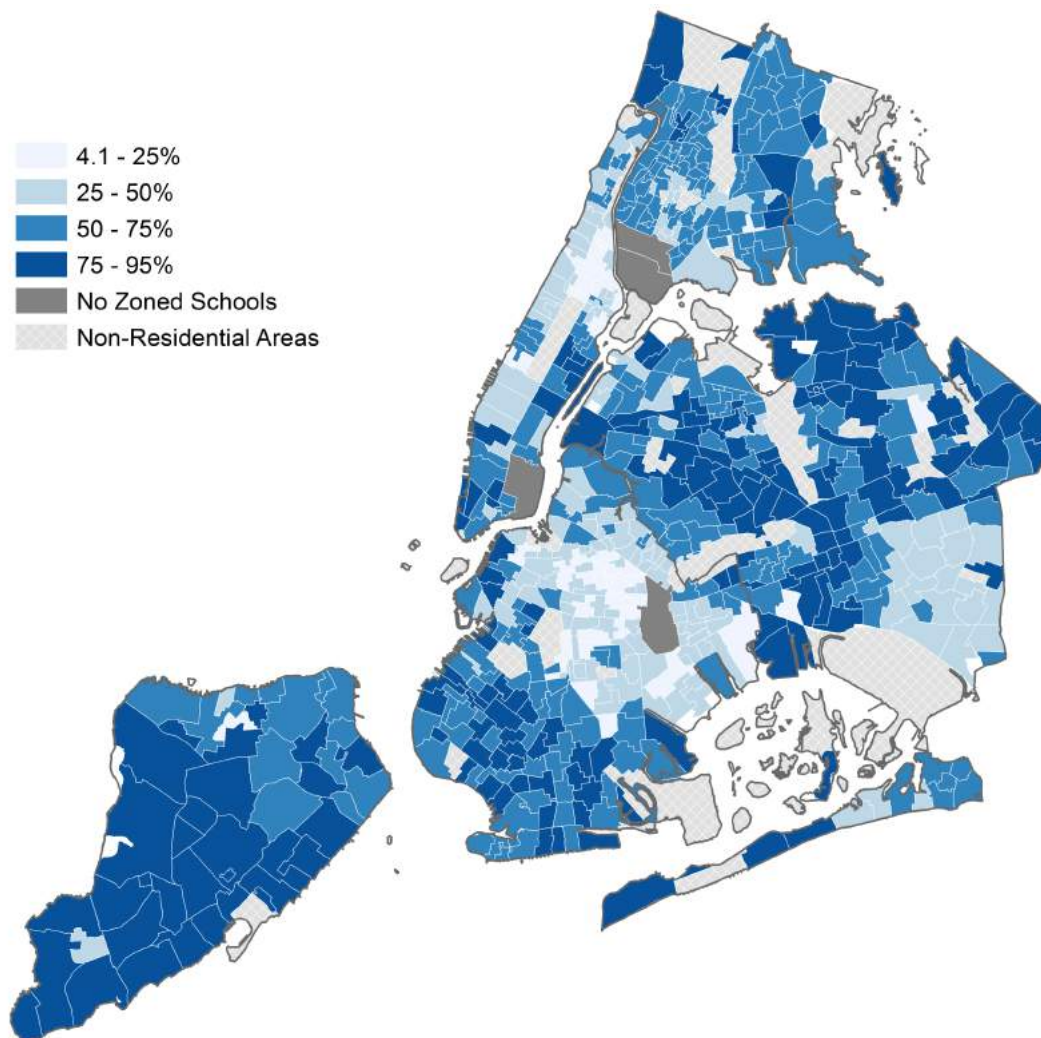 4.1 - 25%
25 - 50%
50 - 75%
75 - 95%
No Zoned Schools
Non-Residential Areas